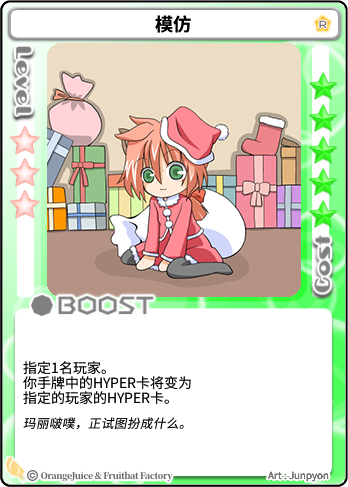 模仿
R
Level
Cost
BOOST
指定1名玩家。
你手牌中的HYPER卡将变为
指定的玩家的HYPER卡。
玛丽啵噗，正试图扮成什么。
© OrangeJuice & Fruitbat Factory
Art.: Junpyon